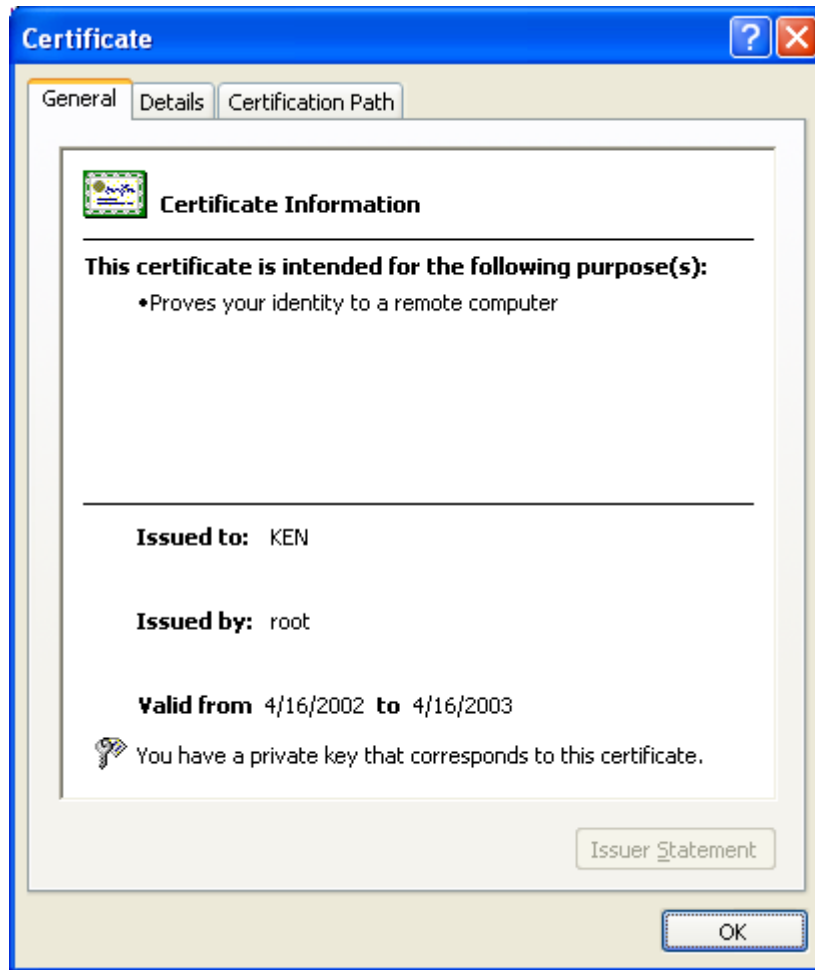 Certificate
General Details Certification Path
Certificate Information
This certificate is intended for the following purpose(s):
•Proves your identity to a remote computer
Issued to: KEN
Issued by: root
Valid from 4/16/2002 to 4/16/2003
You have a private key that corresponds to this certificate.
Issuer Statement
OK